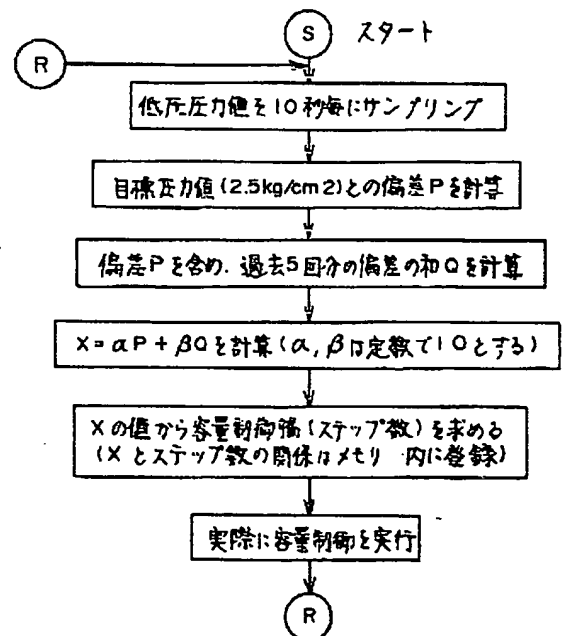 S スタート
R
低圧圧力値を10秒毎にサンプリング
目標圧力値(2.5kg/cm2)との偏差Pを計算
偏差Pを含め、過去5回分の偏差の和Qを計算
X=αP+βQを計算(α,βは定数で10とする)
Xの値から容量制御幅(ステップ数)を求める
(Xとステップ数の関係はメモリー内に登録)
実際に容量制御を実行
R